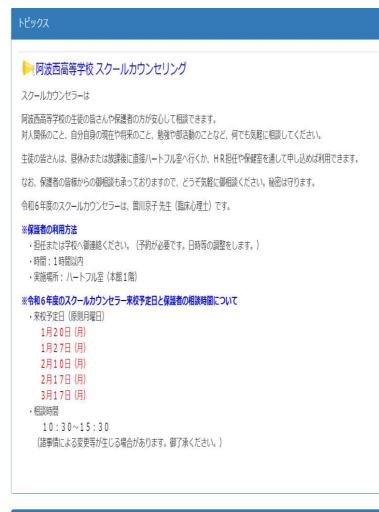 トピックス
阿波西高等学校 スクールカウンセリング
スクールカウンセラーは
阿波西高等学校の生徒の皆さんや保護者の方が安心して相談できます。
対人関係のこと、自分自身の現在や将来のこと、勉強や部活動のことなど、何でも気軽に相談してください。
生徒の皆さんは、昼休みまたは放課後に直接ハートフル室へ行くか、ＨＲ担任や保健室を通して申し込めば利用できます。
なお、保護者の皆様からの御相談も承っておりますので、どうぞ気軽に御相談ください。秘密は守ります。
令和６年度のスクールカウンセラーは、曽川京子 先生（臨床心理士）です。
※保護者の利用方法
・担任または学校へ御連絡ください。（予約が必要です。日時等の調整をします。）
・時間：１時間以内
・実施場所：ハートフル室（本館１階）
※令和６年度のスクールカウンセラー来校予定日と保護者の相談時間について
・来校予定日（原則月曜日）
１月２０日（月）
１月２７日（月）
２月１０日（月）
２月１７日（月）
３月１７日（月）
・相談時間
１０：３０~１５：３０
（諸事情による変更等が生じる場合があります。御了承ください。）